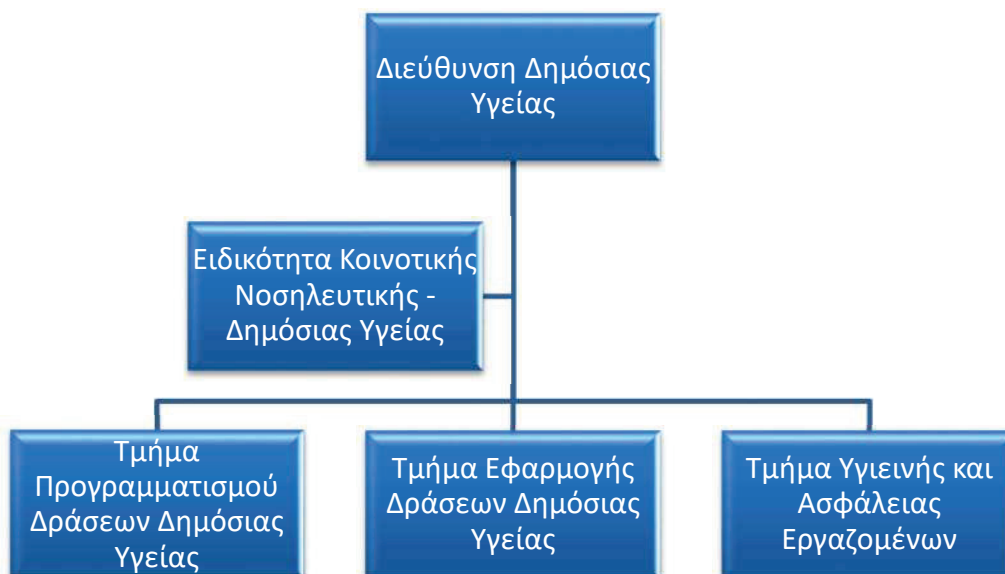 Διεύθυνση Δημόσιας
Υγείας
Ειδικότητα Κοινοτικής
Νοσηλευτικής -
Δημόσιας Υγείας
Τμήμα
Προγραμματισμού
Δράσεων Δημόσιας
Υγείας
Τμήμα Εφαρμογής
Δράσεων Δημόσιας
Υγείας
Τμήμα Υγιεινής και
Ασφάλειας
Εργαζομένων